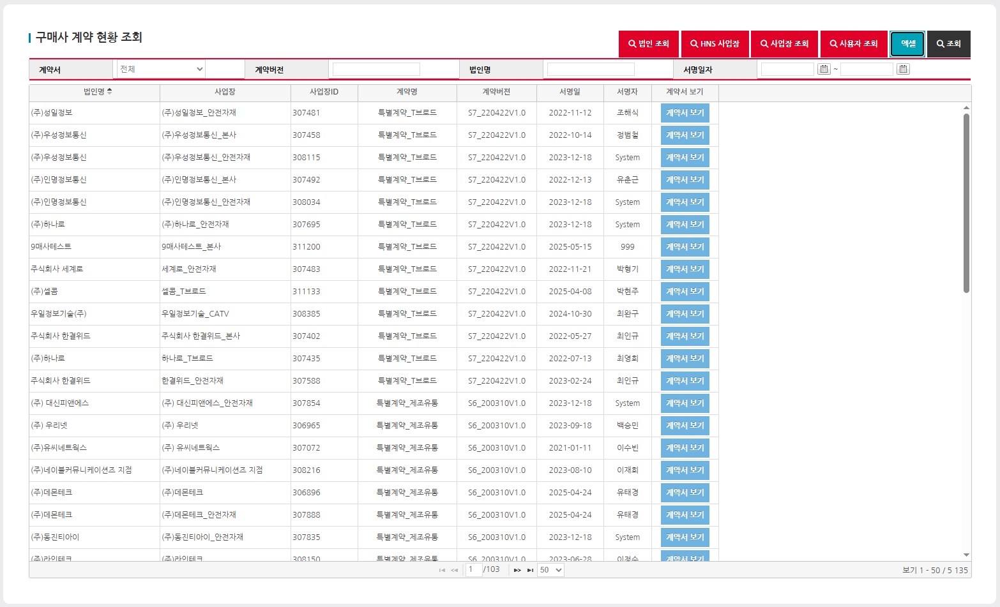 구매사 계약 현황 조회
법인 조회 HNS 사업장 사업장 조회 사용자 조회 엑셀 조회
계약서 전체 계약버전 법인명 서명일자 ~
법인명 사업장 사업장ID 계약명 계약버젼 서명일 서명자 계약서 보기
(주)성일정보 (주)성일정보_안전자재 307481 특별계약_T브로드 S7_220422V1.0 2022-11-12 조해식 계약서 보기
(주)우성정보통신 (주)우성정보통신_본사 307458 특별계약_T브로드 S7_220422V1.0 2022-10-14 정범철 계약서 보기
(주)우성정보통신 (주)우성정보통신_안전자재 308115 특별계약_T브로드 S7_220422V1.0 2023-12-18 System 계약서 보기
(주)인명정보통신 (주)인명정보통신_본사 307492 특별계약_T브로드 S7_220422V1.0 2022-12-13 유춘근 계약서 보기
(주)인명정보통신 (주)인명정보통신_안전자재 308034 특별계약_T브로드 S7_220422V1.0 2023-12-18 System 계약서 보기
(주)하나로 (주)하나로_안전자재 307695 특별계약_T브로드 S7_220422V1.0 2023-12-18 System 계약서 보기
9매사테스트 9매사테스트_본사 311200 특별계약_T브로드 S7_220422V1.0 2025-05-15 999 계약서 보기
주식회사 세계로 세계로_안전자재 307483 특별계약_T브로드 S7_220422V1.0 2022-11-21 박형기 계약서 보기
(주)셀콤 셀콤_T브로드 311133 특별계약_T브로드 S7_220422V1.0 2025-04-08 박현주 계약서 보기
우일정보기술(주) 우일정보기술_CATV 308385 특별계약_T브로드 S7_220422V1.0 2024-10-30 최완구 계약서 보기
주식회사 한결위드 주식회사 한결위드_본사 307402 특별계약_T브로드 S7_220422V1.0 2022-05-27 최인규 계약서 보기
(주)하나로 하나로_T브로드 307435 특별계약_T브로드 S7_220422V1.0 2022-07-13 최영희 계약서 보기
주식회사 한결위드 한결위드_안전자재 307588 특별계약_T브로드 S7_220422V1.0 2023-02-24 최인규 계약서 보기
(주) 대신피앤에스 (주) 대신피앤에스_안전자재 307854 특별계약_제조유통 S6_200310V1.0 2023-12-18 System 계약서 보기
(주) 우리넷 (주) 우리넷 306965 특별계약_제조유통 S6_200310V1.0 2023-09-18 백승민 계약서 보기
(주)유씨네트웍스 (주) 유씨네트웍스 307072 특별계약_제조유통 S6_200310V1.0 2021-01-11 이수빈 계약서 보기
(주)네이블커뮤니케이션즈 지점 (주)네이블커뮤니케이션즈 지점 308216 특별계약_제조유통 S6_200310V1.0 2023-08-10 이재희 계약서 보기
(주)데몬테크 (주)데몬테크 306896 특별계약_제조유통 S6_200310V1.0 2025-04-24 유태경 계약서 보기
(주)데몬테크 (주)데몬테크_안전자재 307888 특별계약_제조유통 S6_200310V1.0 2025-04-24 유태경 계약서 보기
(주)동진티아이 (주)동진티아이_안전자재 307835 특별계약_제조유통 S6_200310V1.0 2023-12-18 System 계약서 보기
(주)라인테크 (주)라인테크 308150 특별계약_제조유통 S6_200310V1.0 2023-06-28 계약서 보기
1 /103 50 보기 1 - 50 / 5 135